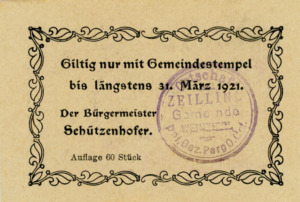 Giltig nur mit Gemeindestempel
bis längstens 31. März 1921.
Der Bürgermeister
Schützenhofer.
Auflage 60 Stück
ZEILLING
Gemeinde